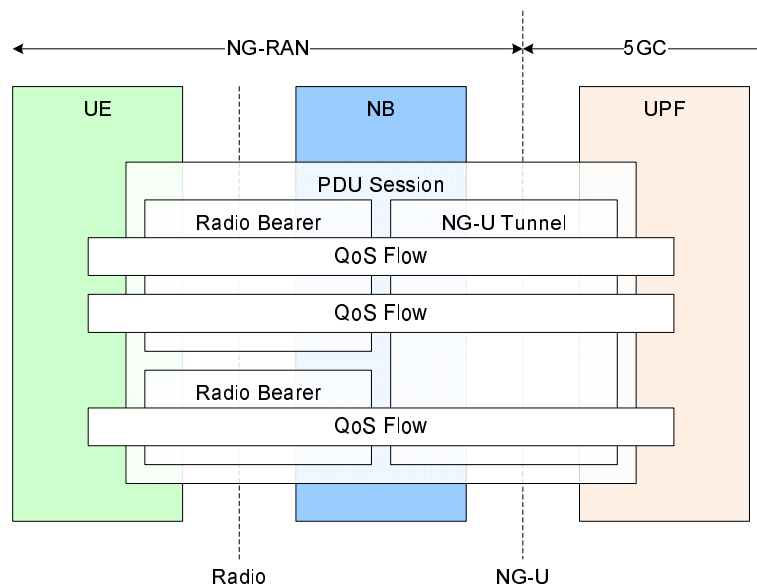 NG-RAN 5GC
UE NB UPF
PDU Session
Radio Bearer NG-U Tunnel
QoS Flow
QoS Flow
Radio Bearer
QoS Flow
Radio NG-U